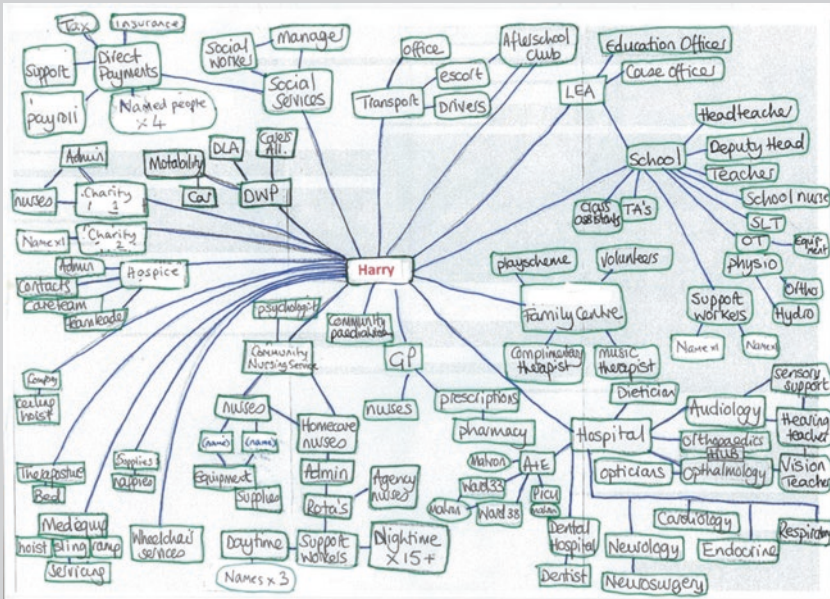 Tax
insurance
Direct
Payments
Support
payroll
Named people
x 4
Social
worker
manager
Social
Services
office
escort
Transport
Drivers
Afterschool
club
Education Officer
LEA
Case officer
School
Headteacher
Deputy Head
Teacher
School nurse
SLT
OT
Equip-
ment
physio
Ortho
Hydro
Class
assistants
TA's
Support
workers
Name x1
Name x1
Admin
nurses
Charity
1
Name x1
Charity
2
Motability
Car
DLA
Carers
All.
DWP
Admin
Contacts
Care team
Team leader
Hospice
Harry
playscheme
volunteers
Family Centre
complimentary
therapist
music
therapist
psychologist
Community
paediatrician
Community
Nursing Service
GP
nurses
prescriptions
pharmacy
nurses
(name)
(name)
Equipment
Supplies
Homecare
nurses
Admin
Rota's
Agency
nurses
Support
workers
Daytime
Names x 3
Nightime
x 15+
Company
ceiling
hoist
Theraposture
Bed
Supplies
nappies
Medequip
hoist
sling
ramp
servicing
Wheelchair
services
Dietician
Hospital
A+E
Matron
Ward 33
Matron
Ward 38
PICU
Matron
Dental
Hospital
Dentist
Audiology
sensory
support
Hearing
teacher
orthopaedics
HUB
opticians
opthalmology
Vision
Teacher
Neurology
Neurosurgery
Cardiology
Endocrine
Respiratory